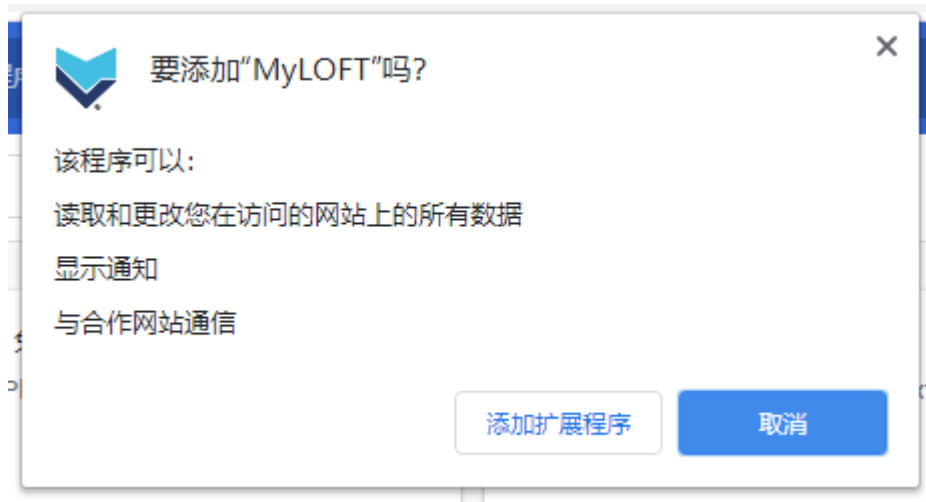 要添加“MyLOFT”吗?
该程序可以:
读取和更改您在访问的网站上的所有数据
显示通知
与合作网站通信
添加扩展程序
取消